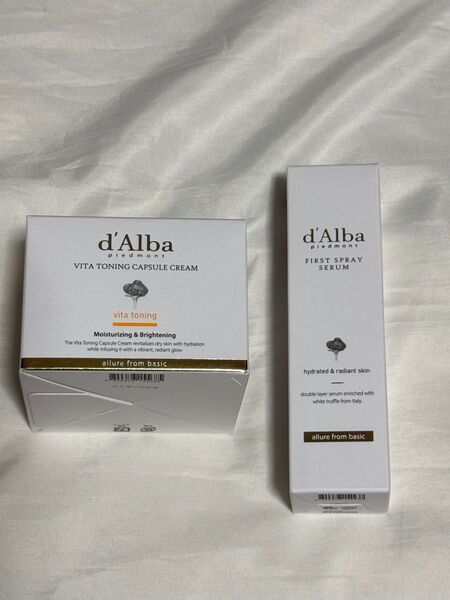 d'Alba
piedmont
VITA TONING CAPSULE CREAM
vita toning
Moisturizing & Brightening
The Vita Toning Capsule Cream revitalizes dry skin with hydration
while infusing it with a vibrant, radiant glow
allure from basic
d'Alba
piedmont
FIRST SPRAY
SERUM
hydrated & radiant skin
double layer serum enriched with
white truffle from Italy.
allure from basic